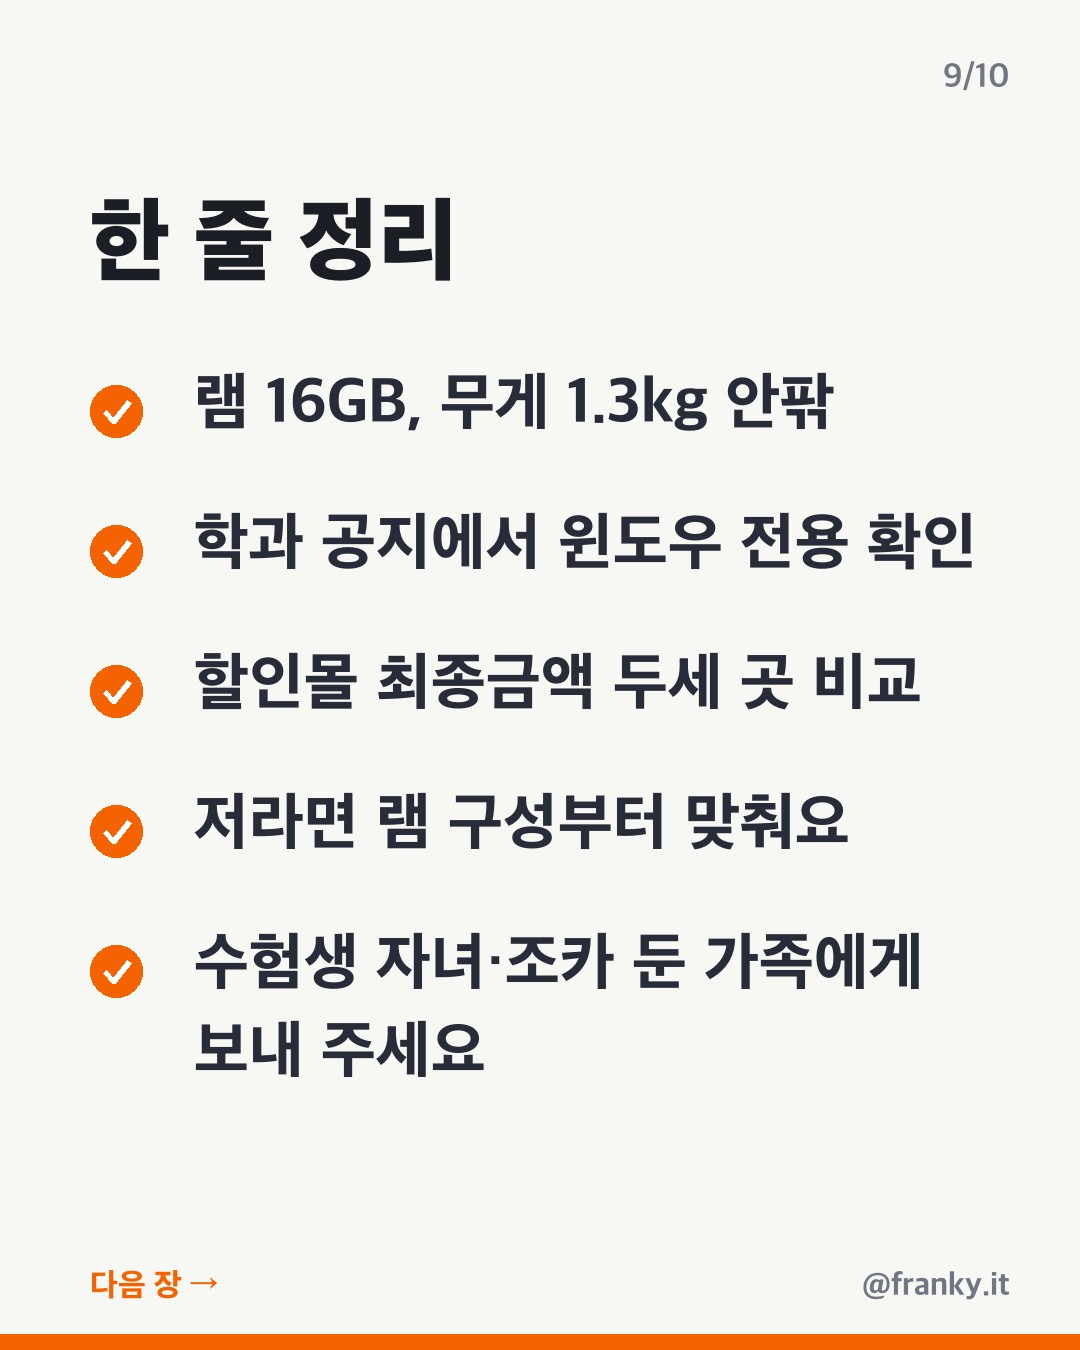 9/10
한 줄 정리
램 16GB, 무게 1.3kg 안팎
학과 공지에서 윈도우 전용 확인
할인몰 최종금액 두세 곳 비교
저라면 램 구성부터 맞춰요
수험생 자녀·조카 둔 가족에게
보내 주세요
다음 장 →
@franky.it